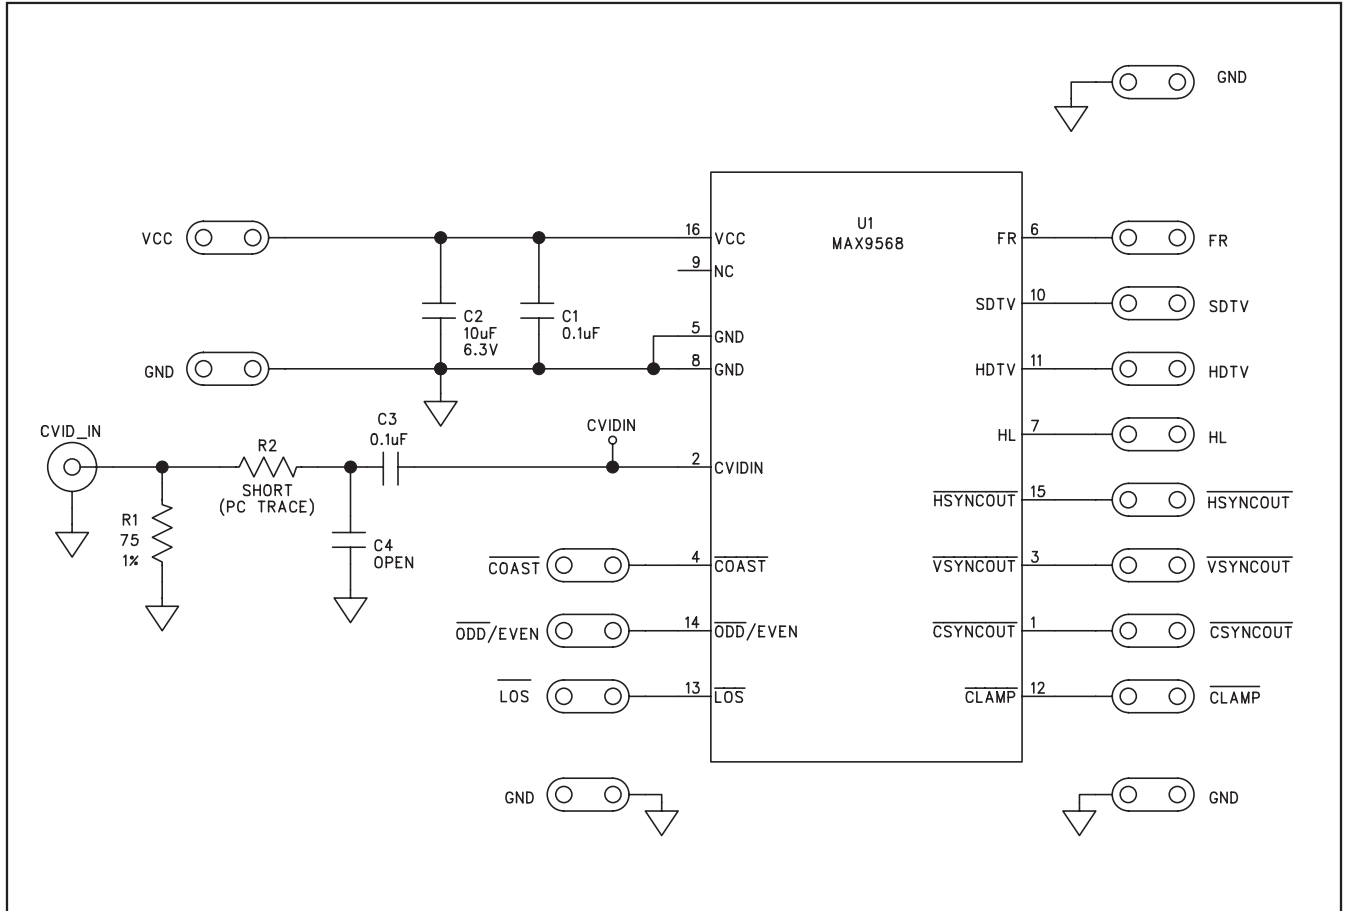 GND
U1
MAX9568
VCC
16
VCC
FR
6
FR
9
NC
SDTV
10
SDTV
C2
10uF
6.3V
C1
0.1uF
5
GND
GND
8
GND
HDTV
11
HDTV
CVID_IN
R2
SHORT
(PC TRACE)
C3
0.1uF
CVIDIN
2
CVIDIN
HL
7
HL
R1
75
1%
C4
OPEN
HSYNCOUT
15
HSYNCOUT
COAST
4
COAST
VSYNCOUT
3
VSYNCOUT
ODD/EVEN
14
ODD/EVEN
CSYNCOUT
1
CSYNCOUT
LOS
13
LOS
CLAMP
12
CLAMP
GND
GND